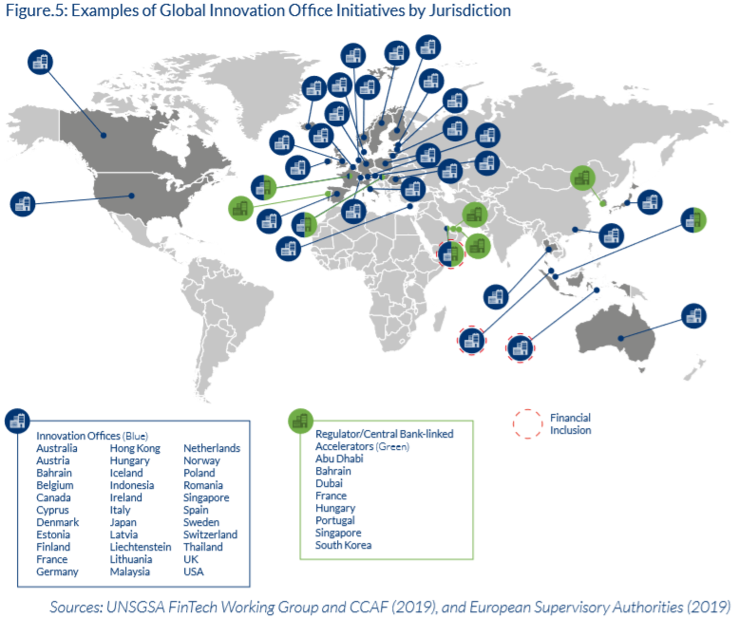 Figure.5: Examples of Global Innovation Office Initiatives by Jurisdiction
Innovation Offices (Blue)
Australia
Austria
Bahrain
Belgium
Canada
Cyprus
Denmark
Estonia
Finland
France
Germany
Hong Kong
Hungary
Iceland
Indonesia
Ireland
Italy
Japan
Latvia
Liechtenstein
Lithuania
Malaysia
Netherlands
Norway
Poland
Romania
Singapore
Spain
Sweden
Switzerland
Thailand
UK
USA
Regulator/Central Bank-linked
Accelerators (Green)
Abu Dhabi
Bahrain
Dubai
France
Hungary
Portugal
Singapore
South Korea
Financial
Inclusion
Sources: UNSGSA FinTech Working Group and CCAF (2019), and European Supervisory Authorities (2019)